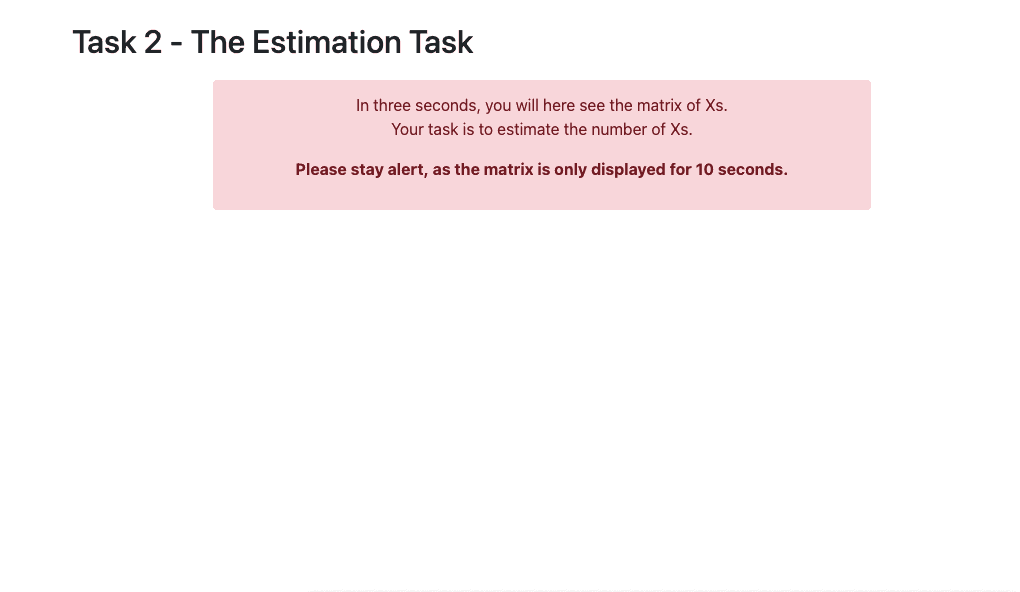 Task 2 - The Estimation Task
In three seconds, you will here see the matrix of Xs.
Your task is to estimate the number of Xs.
Please stay alert, as the matrix is only displayed for 10 seconds.